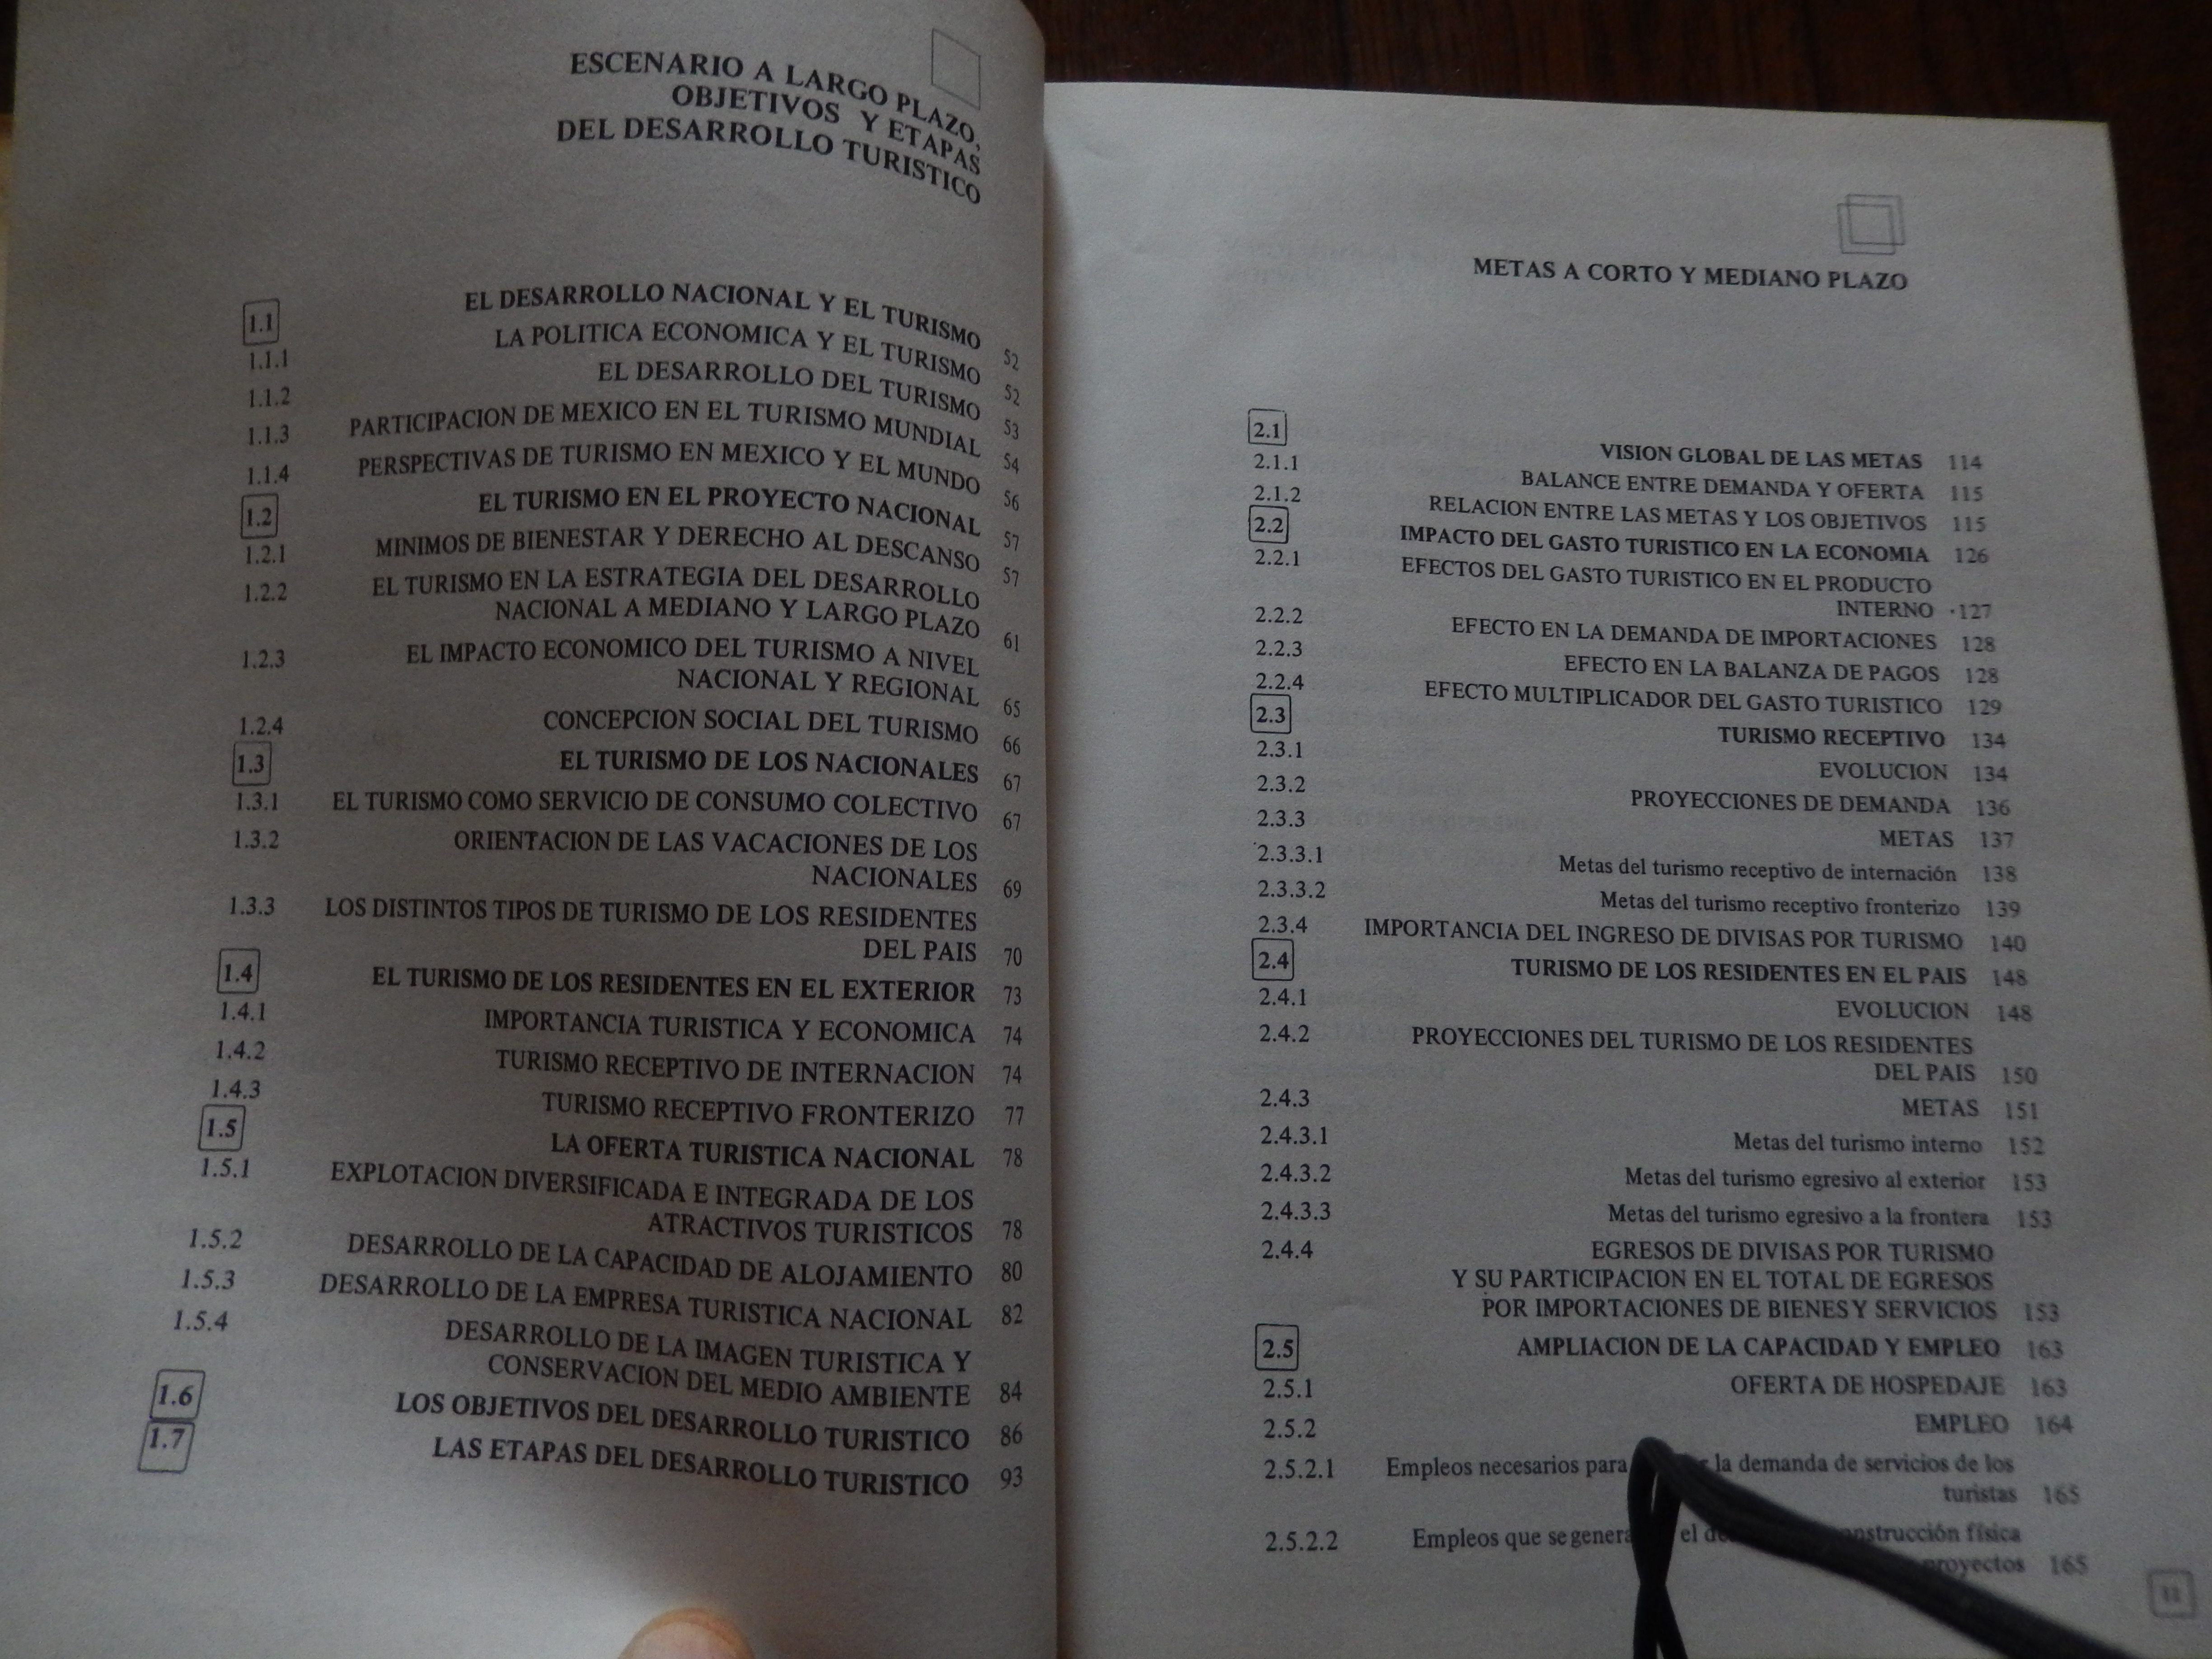 ESCENARIO A LARGO PLAZO,
OBJETIVOS Y ETAPAS
DEL DESARROLLO TURISTICO
1.1 EL DESARROLLO NACIONAL Y EL TURISMO 52
1.1.1 LA POLITICA ECONOMICA Y EL TURISMO 52
1.1.2 EL DESARROLLO DEL TURISMO 53
1.1.3 PARTICIPACION DE MEXICO EN EL TURISMO MUNDIAL 54
1.1.4 PERSPECTIVAS DE TURISMO EN MEXICO Y EL MUNDO 56
1.2 EL TURISMO EN EL PROYECTO NACIONAL 57
1.2.1 MINIMOS DE BIENESTAR Y DERECHO AL DESCANSO 57
1.2.2 EL TURISMO EN LA ESTRATEGIA DEL DESARROLLO
NACIONAL A MEDIANO Y LARGO PLAZO 61
1.2.3 EL IMPACTO ECONOMICO DEL TURISMO A NIVEL
NACIONAL Y REGIONAL 65
1.2.4 CONCEPCION SOCIAL DEL TURISMO 66
1.3 EL TURISMO DE LOS NACIONALES 67
1.3.1 EL TURISMO COMO SERVICIO DE CONSUMO COLECTIVO 67
1.3.2 ORIENTACION DE LAS VACACIONES DE LOS
NACIONALES 69
1.3.3 LOS DISTINTOS TIPOS DE TURISMO DE LOS RESIDENTES
DEL PAIS 70
1.4 EL TURISMO DE LOS RESIDENTES EN EL EXTERIOR 73
1.4.1 IMPORTANCIA TURISTICA Y ECONOMICA 74
1.4.2 TURISMO RECEPTIVO DE INTERNACION 74
1.4.3 TURISMO RECEPTIVO FRONTERIZO 77
1.5 LA OFERTA TURISTICA NACIONAL 78
1.5.1 EXPLOTACION DIVERSIFICADA E INTEGRADA DE LOS
ATRACTIVOS TURISTICOS 78
1.5.2 DESARROLLO DE LA CAPACIDAD DE ALOJAMIENTO 80
1.5.3 DESARROLLO DE LA EMPRESA TURISTICA NACIONAL 82
1.5.4 DESARROLLO DE LA IMAGEN TURISTICA Y
CONSERVACION DEL MEDIO AMBIENTE 84
1.6 LOS OBJETIVOS DEL DESARROLLO TURISTICO 86
1.7 LAS ETAPAS DEL DESARROLLO TURISTICO 93
METAS A CORTO Y MEDIANO PLAZO
2.1 VISION GLOBAL DE LAS METAS 114
2.1.1 BALANCE ENTRE DEMANDA Y OFERTA 115
2.1.2 RELACION ENTRE LAS METAS Y LOS OBJETIVOS 115
2.2 IMPACTO DEL GASTO TURISTICO EN LA ECONOMIA 126
2.2.1 EFECTOS DEL GASTO TURISTICO EN EL PRODUCTO
INTERNO 127
2.2.2 EFECTO EN LA DEMANDA DE IMPORTACIONES 128
2.2.3 EFECTO EN LA BALANZA DE PAGOS 128
2.2.4 EFECTO MULTIPLICADOR DEL GASTO TURISTICO 129
2.3 TURISMO RECEPTIVO 134
2.3.1 EVOLUCION 134
2.3.2 PROYECCIONES DE DEMANDA 136
2.3.3 METAS 137
2.3.3.1 Metas del turismo receptivo de internación 138
2.3.3.2 Metas del turismo receptivo fronterizo 139
2.3.4 IMPORTANCIA DEL INGRESO DE DIVISAS POR TURISMO 140
2.4 TURISMO DE LOS RESIDENTES EN EL PAIS 148
2.4.1 EVOLUCION 148
2.4.2 PROYECCIONES DEL TURISMO DE LOS RESIDENTES
DEL PAIS 150
2.4.3 METAS 151
2.4.3.1 Metas del turismo interno 152
2.4.3.2 Metas del turismo egresivo al exterior 153
2.4.3.3 Metas del turismo egresivo a la frontera 153
2.4.4 EGRESOS DE DIVISAS POR TURISMO
Y SU PARTICIPACION EN EL TOTAL DE EGRESOS
POR IMPORTACIONES DE BIENES Y SERVICIOS 153
2.5 AMPLIACION DE LA CAPACIDAD Y EMPLEO 163
2.5.1 OFERTA DE HOSPEDAJE 163
2.5.2 EMPLEO 164
2.5.2.1 Empleos necesarios para la demanda de servicios de los
turistas 165
2.5.2.2 Empleos que se el física
proyectos 165